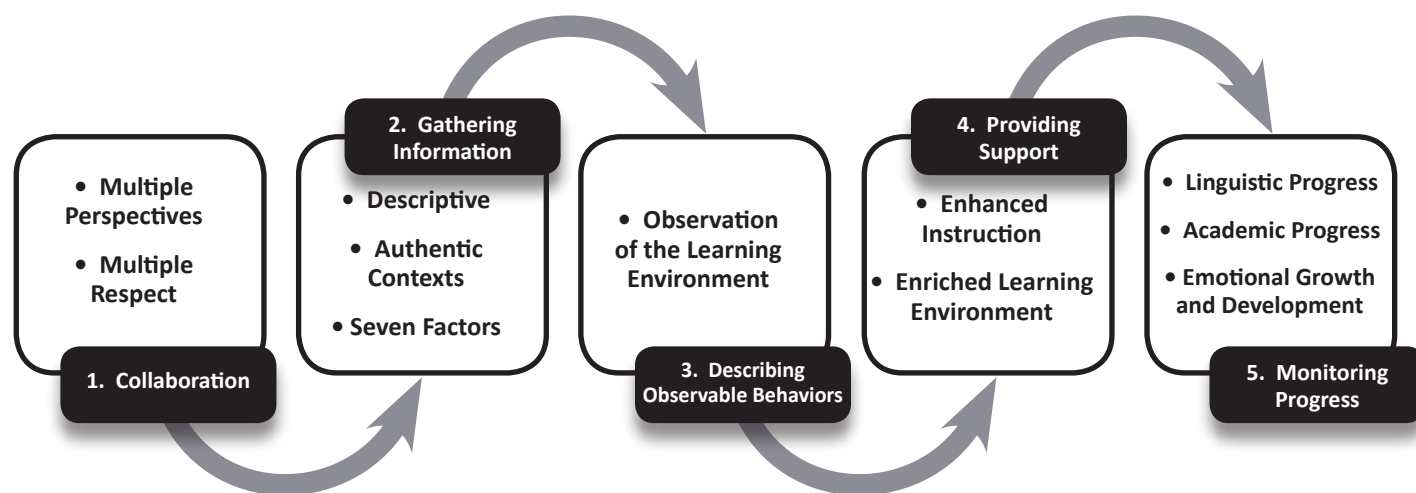 • Multiple
Perspectives
• Multiple
Respect
1. Collaboration
2. Gathering
Information
• Descriptive
• Authentic
Contexts
• Seven Factors
• Observation
of the Learning
Environment
3. Describing
Observable Behaviors
4. Providing
Support
• Enhanced
Instruction
• Enriched Learning
Environment
• Linguistic Progress
• Academic Progress
• Emotional Growth
and Development
5. Monitoring
Progress